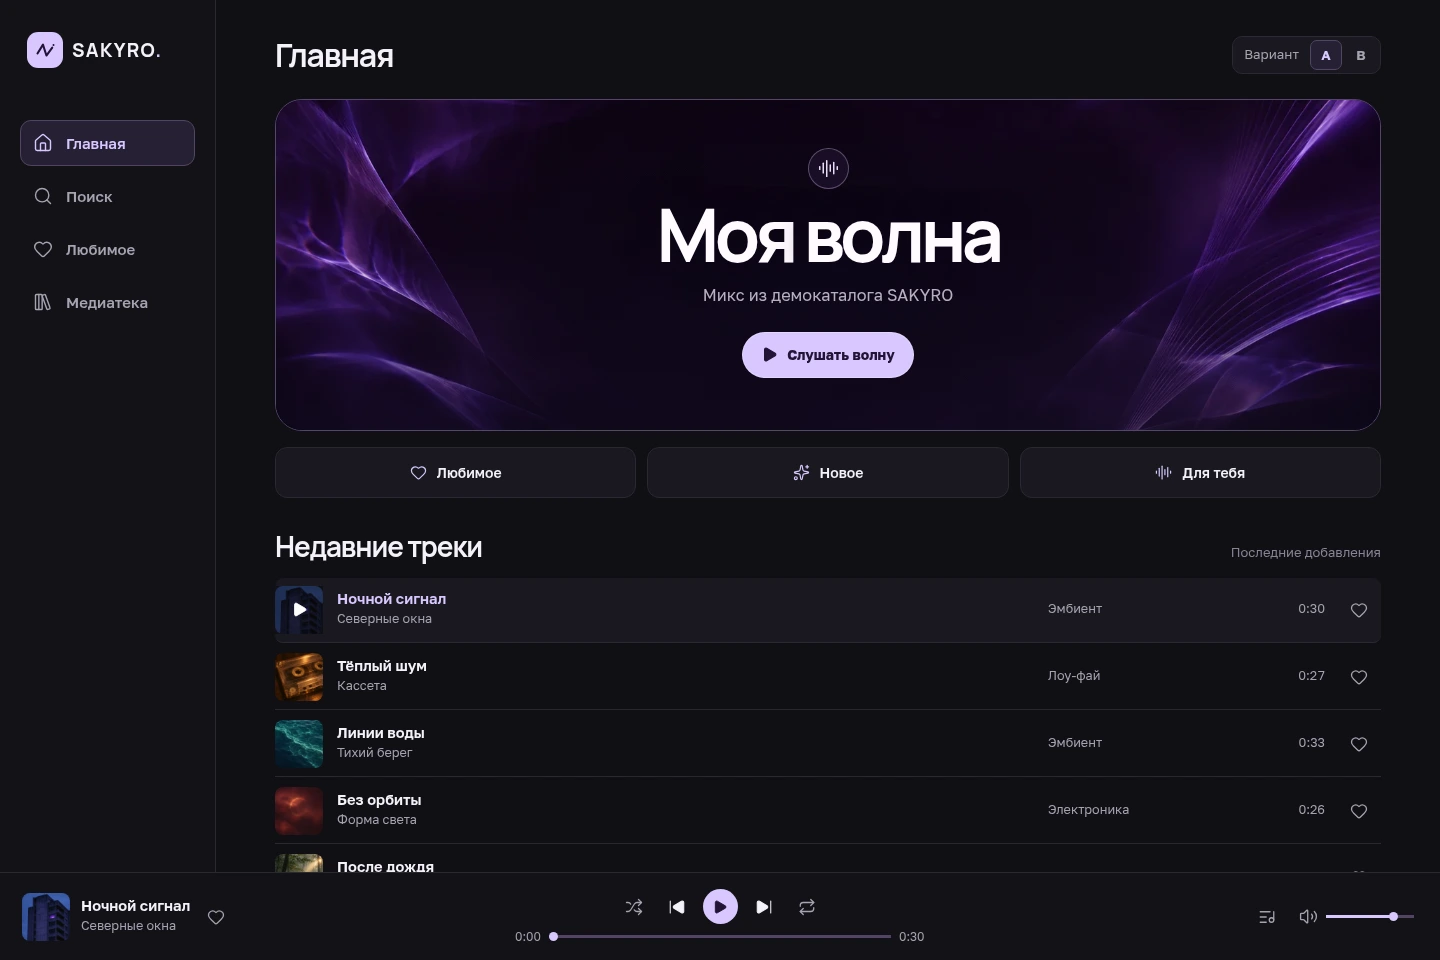 SAKYRO.
Главная
Поиск
Любимое
Медиатека
Главная
Вариант A B
Моя волна
Микс из демокаталога SAKYRO
Слушать волну
Любимое
Новое
Для тебя
Недавние треки
Последние добавления
Ночной сигнал
Северные окна
Эмбиент
0:30
Тёплый шум
Кассета
Лоу-фай
0:27
Линии воды
Тихий берег
Эмбиент
0:33
Без орбиты
Форма света
Электроника
0:26
После дождя
Ночной сигнал
Северные окна
0:00
0:30